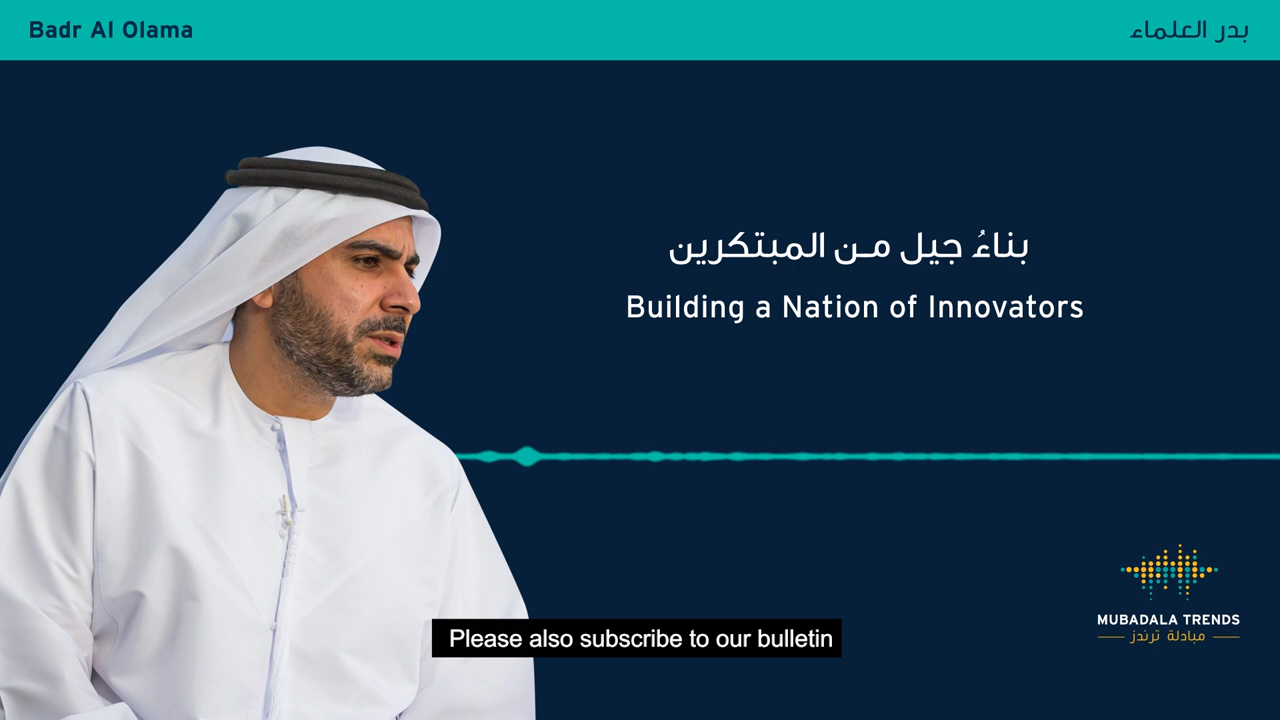 Badr Al Olama
بدر العلماء
بناءُ جيل مـن المبتكرين
Building a Nation of Innovators
MUBADALA TRENDS
مبادلة ترندز
Please also subscribe to our bulletin